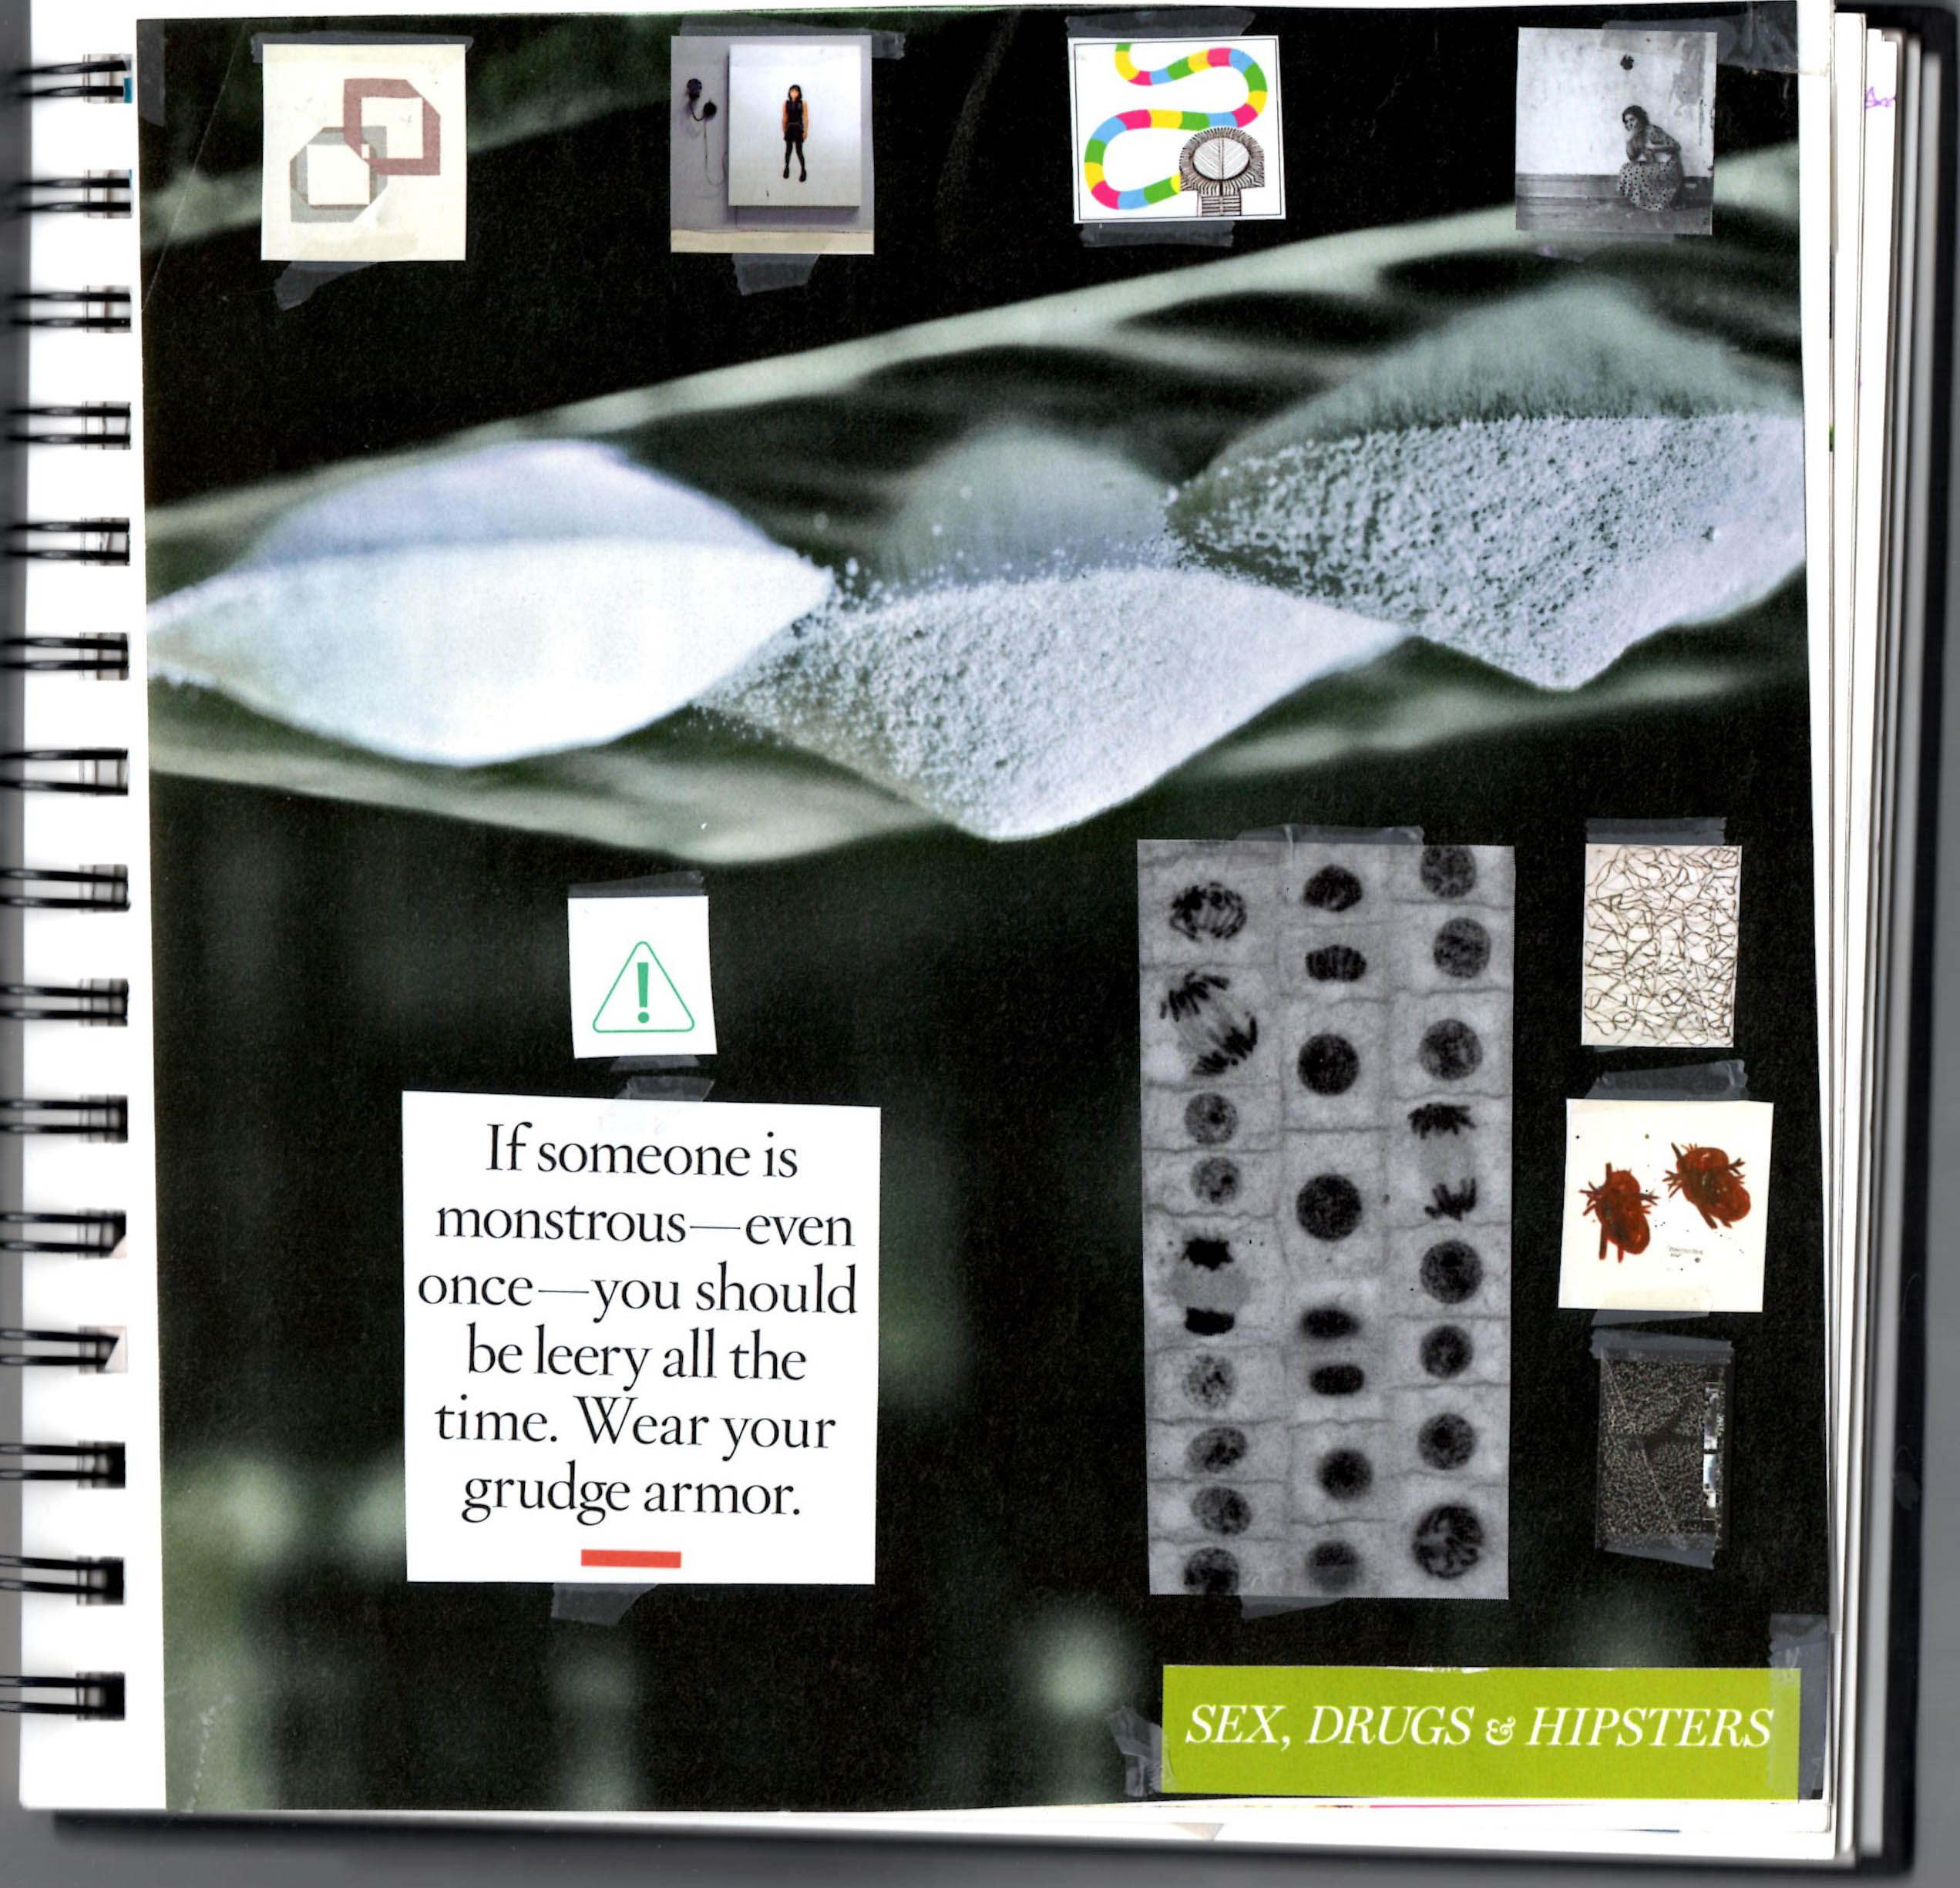 If someone is
monstrous—even
once—you should
be leery all the
time. Wear your
grudge armor.
SEX, DRUGS & HIPSTERS